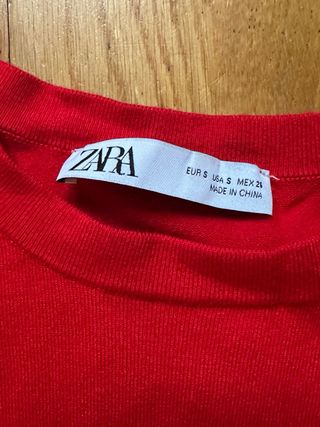 ZARA
EUR S USA S MEX 26
MADE IN CHINA